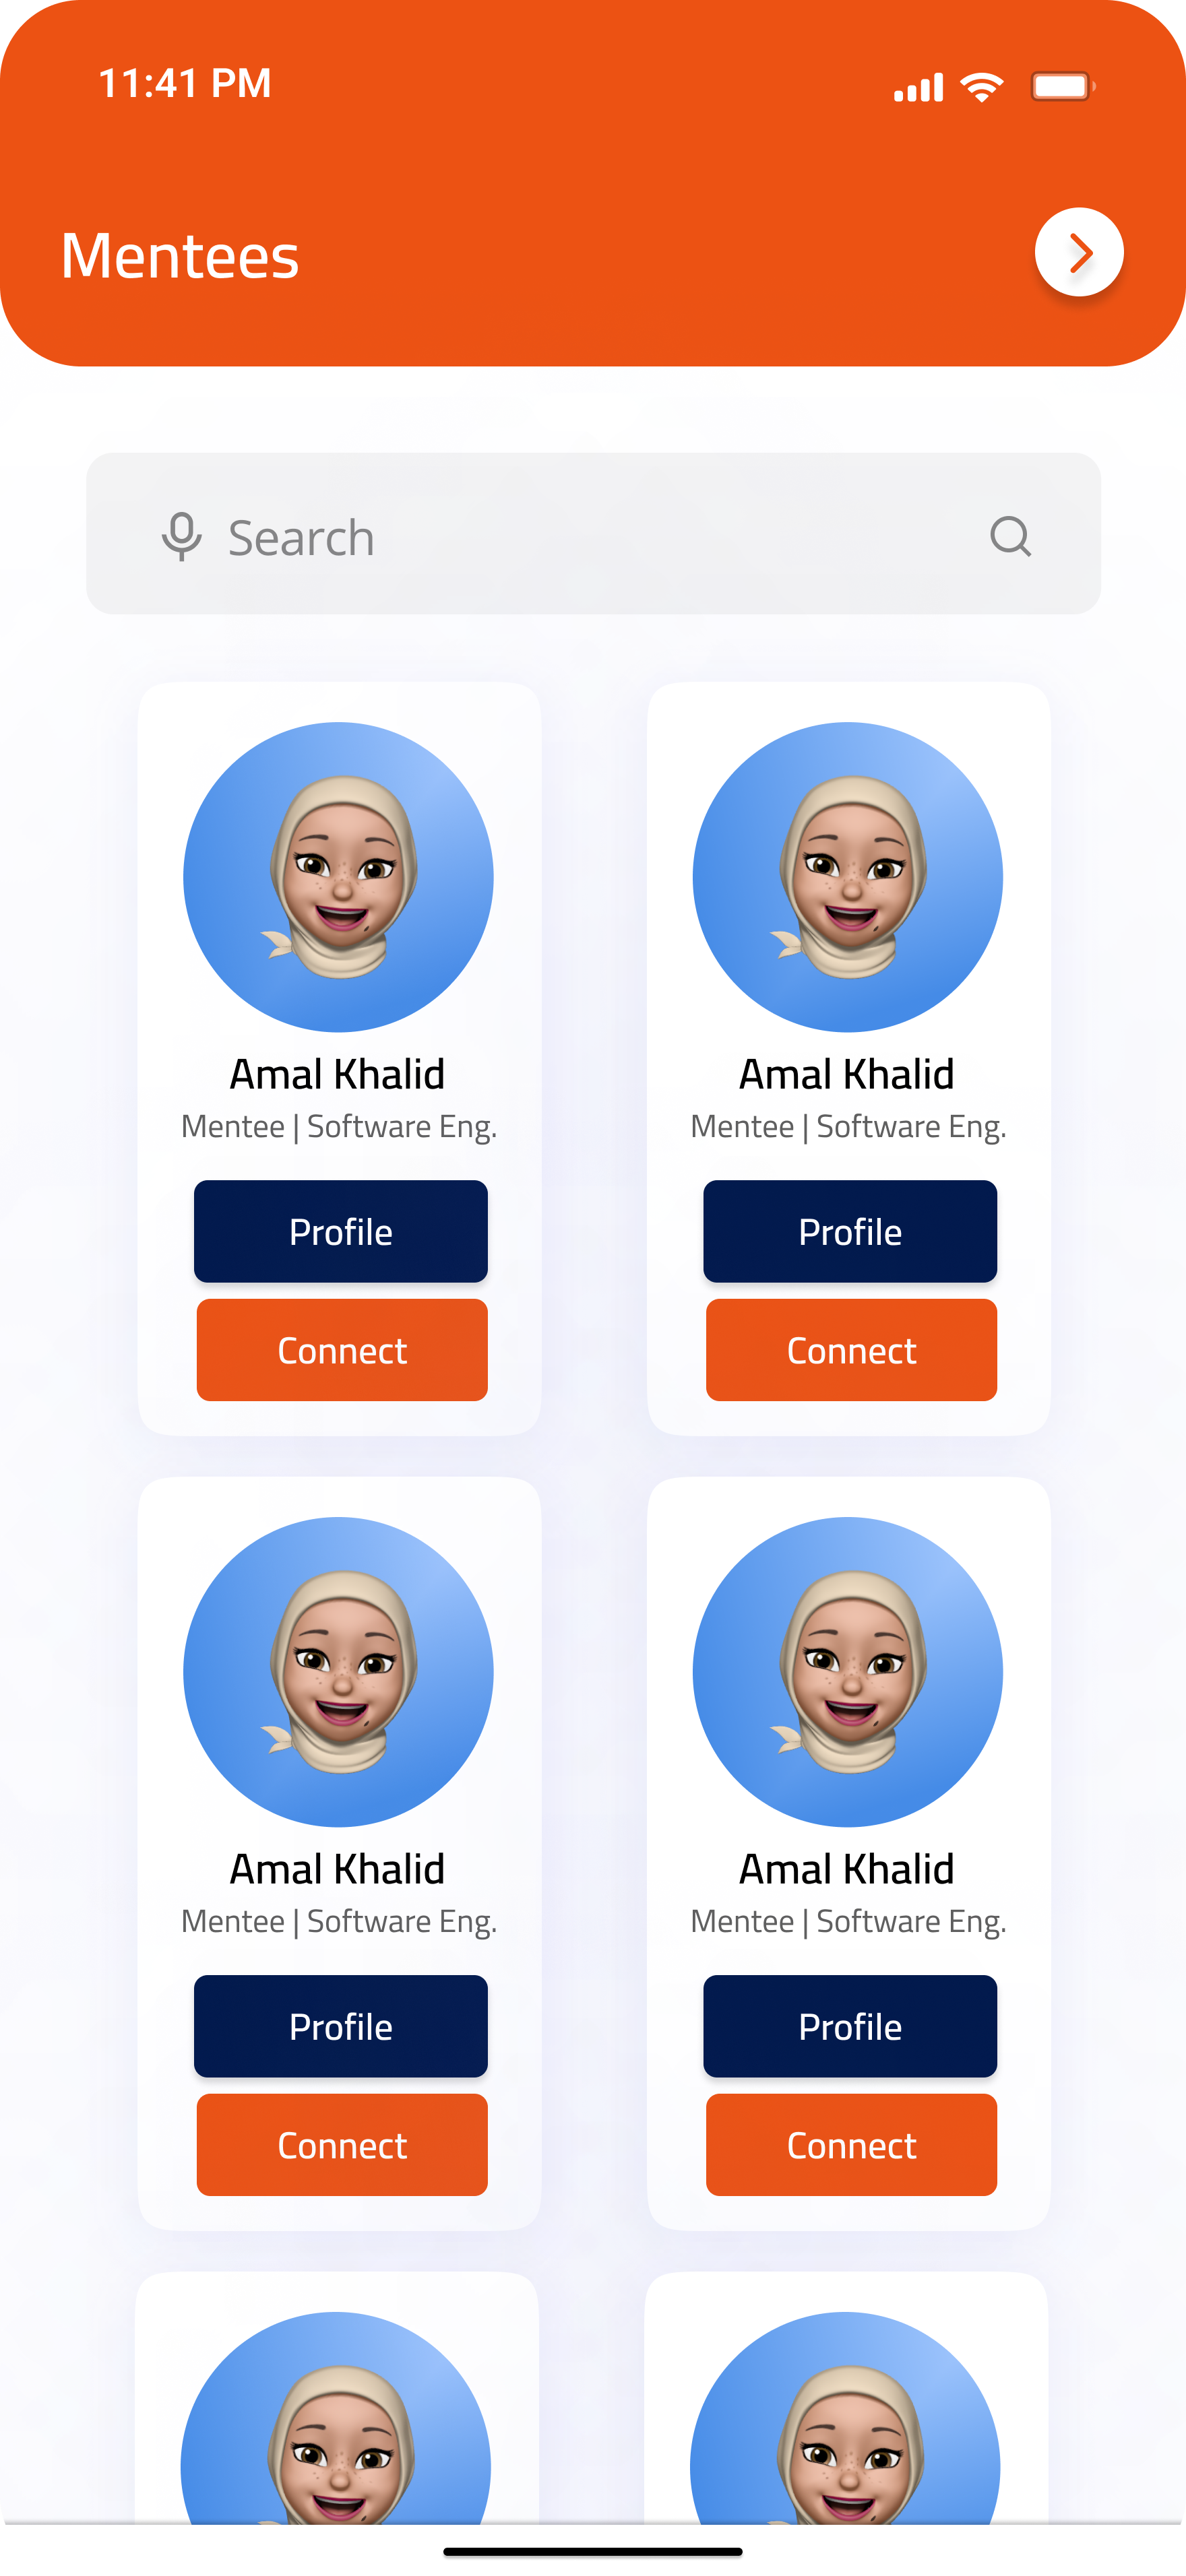 11:41 PM
Mentees
Search
Amal Khalid
Mentee | Software Eng.
Profile
Connect
Amal Khalid
Mentee | Software Eng.
Profile
Connect
Amal Khalid
Mentee | Software Eng.
Profile
Connect
Amal Khalid
Mentee | Software Eng.
Profile
Connect